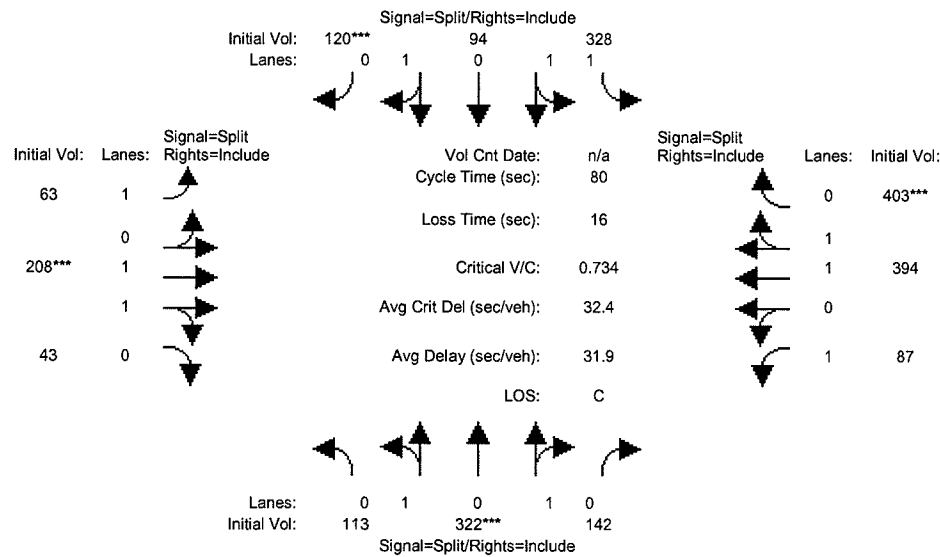 Signal=Split/Rights=Include
Initial Vol: 120*** 94 328
Lanes: 0 1 0 1 1
Signal=Split
Initial Vol: Lanes: Rights=Include
63 1
0
208*** 1
1
43 0
Vol Cnt Date: n/a
Cycle Time (sec): 80
Loss Time (sec): 16
Critical V/C: 0.734
Avg Crit Del (sec/veh): 32.4
Avg Delay (sec/veh): 31.9
LOS: C
Signal=Split
Rights=Include Lanes: Initial Vol:
0 403***
1
1 394
0
1 87
Lanes: 0 1 0 1 0
Initial Vol: 113 322*** 142
Signal=Split/Rights=Include